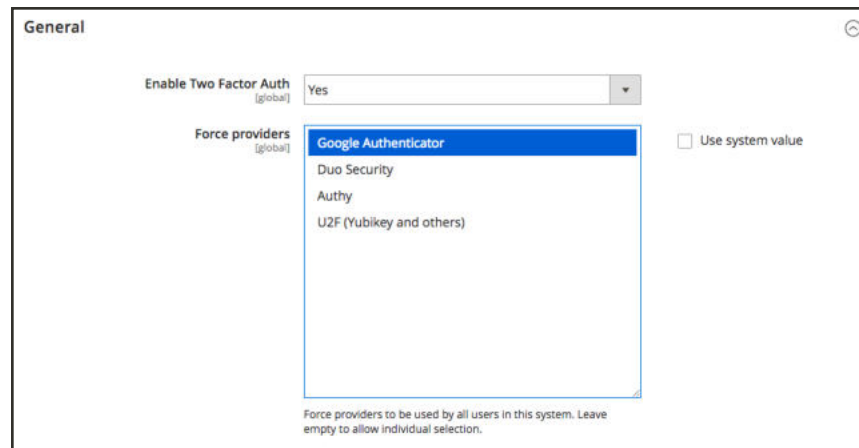 General
Enable Two Factor Auth
[global]
Yes
Force providers
[global]
Google Authenticator
Duo Security
Authy
U2F (Yubikey and others)
Use system value
Force providers to be used by all users in this system. Leave
empty to allow individual selection.